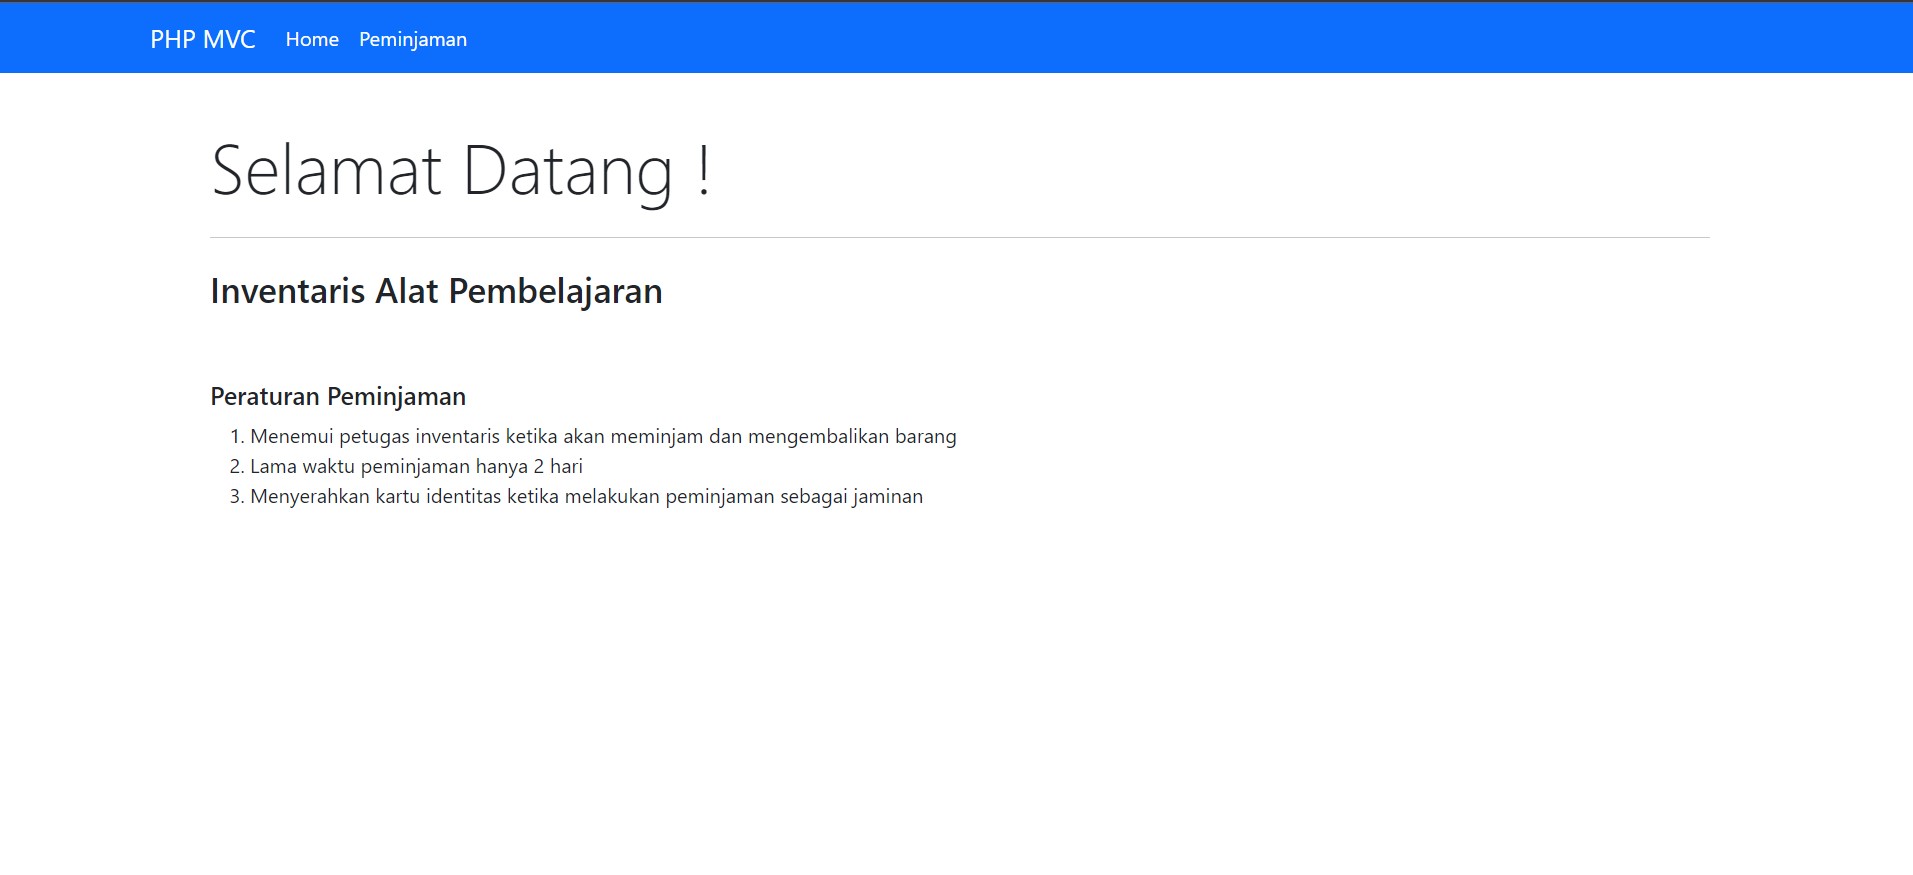 PHP MVC Home Peminjaman
Selamat Datang !
Inventaris Alat Pembelajaran
Peraturan Peminjaman
1. Menemui petugas inventaris ketika akan meminjam dan mengembalikan barang
2. Lama waktu peminjaman hanya 2 hari
3. Menyerahkan kartu identitas ketika melakukan peminjaman sebagai jaminan